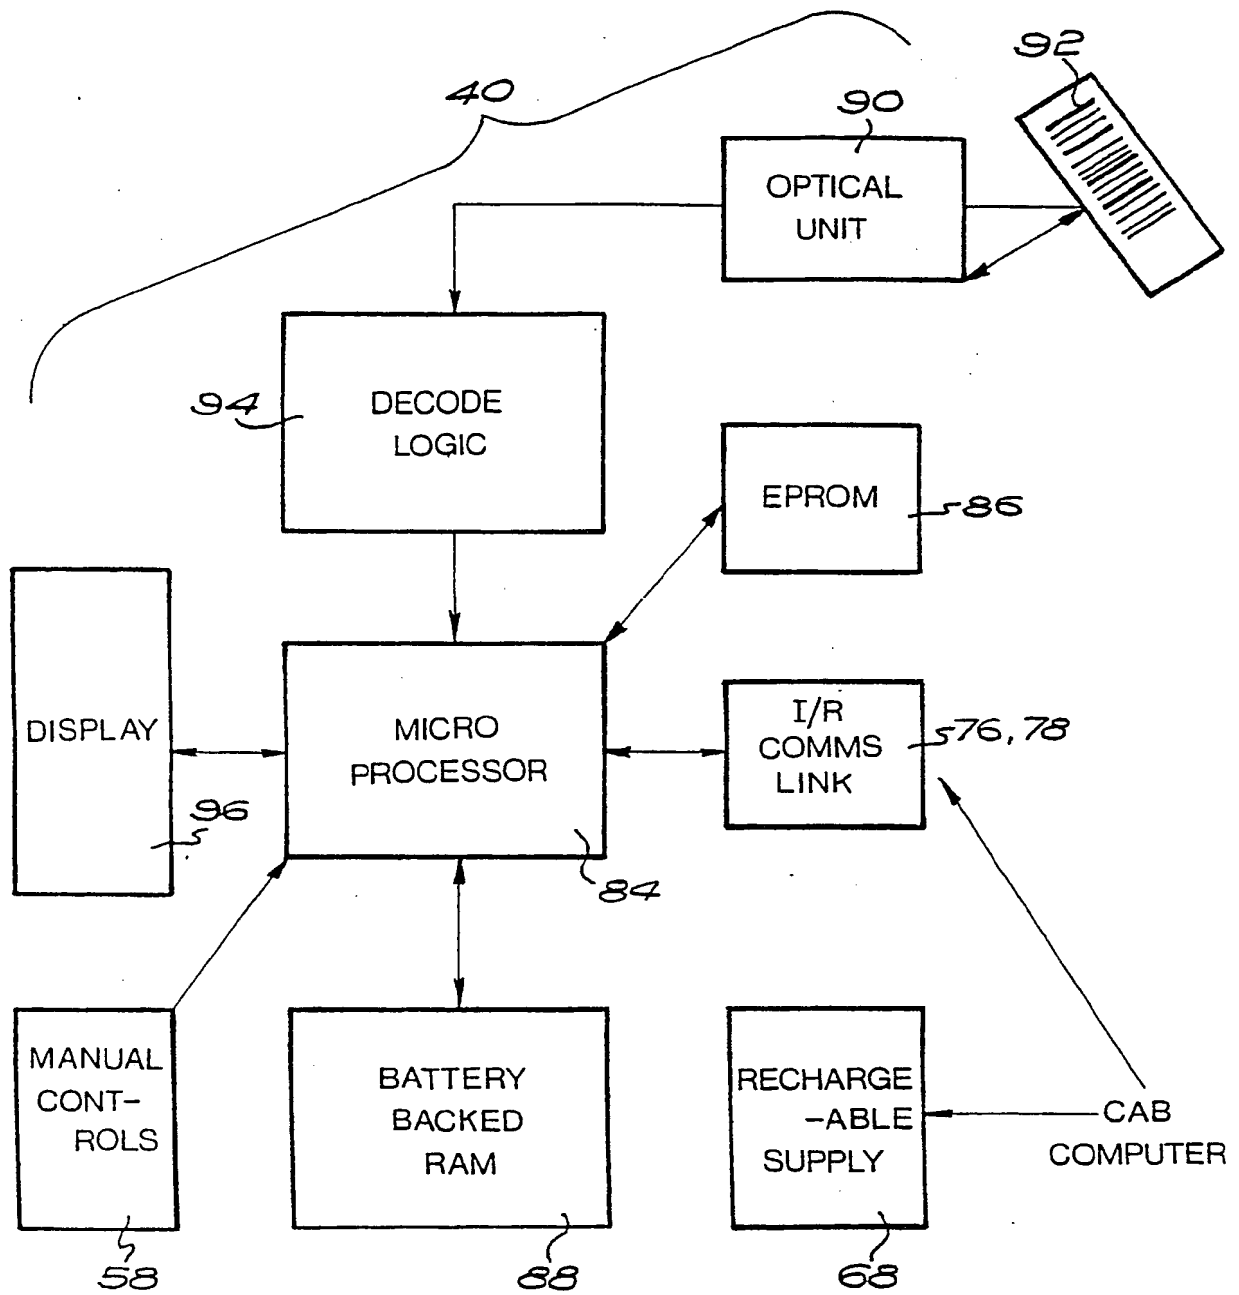 92
40
90
OPTICAL
UNIT
94
DECODE
LOGIC
EPROM
86
DISPLAY
96
MICRO
PROCESSOR
84
I/R
COMMS
LINK
76,78
MANUAL
CONT-
ROLS
58
BATTERY
BACKED
RAM
88
RECHARGE
-ABLE
SUPPLY
68
CAB
COMPUTER